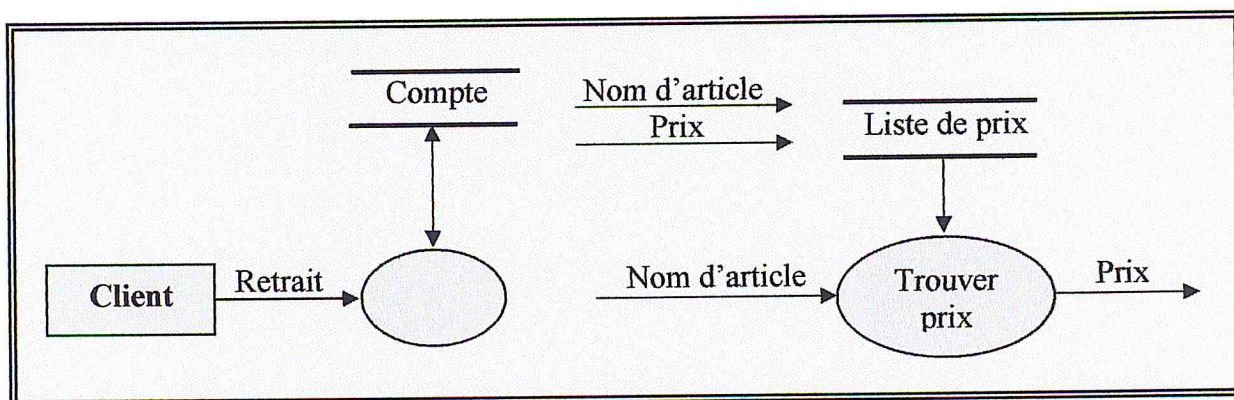 Compte
Nom d'article
Prix
Liste de prix
Client
Retrait
Nom d'article
Trouver
prix
Prix